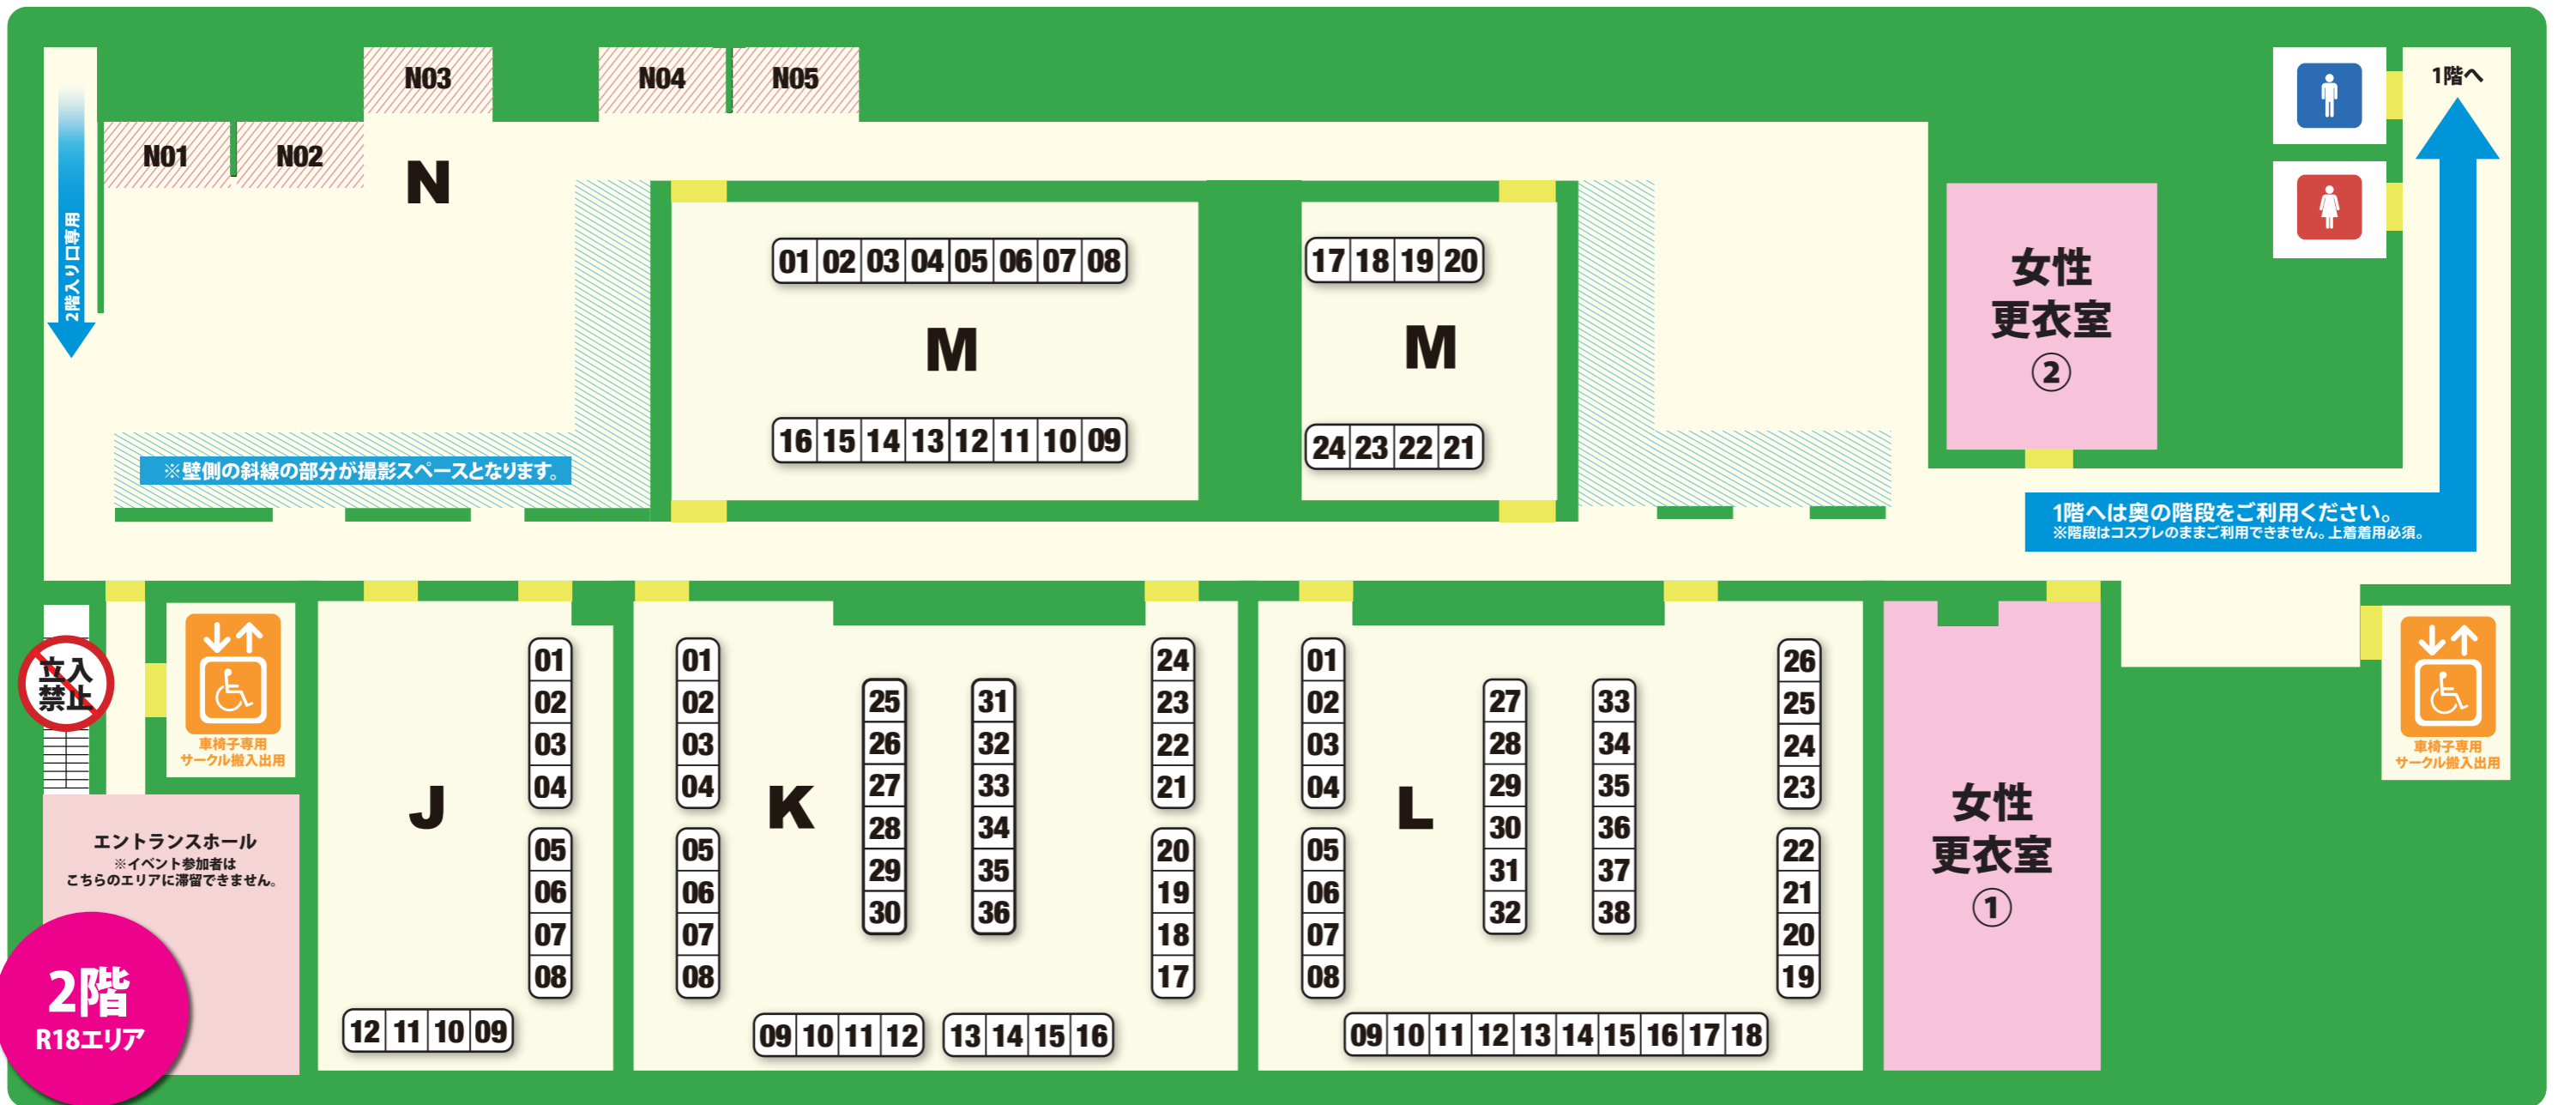 N03
N04
N05
1階へ
N01
N02
N
2階入り口専用
01 02 03 04 05 06 07 08
17 18 19 20
M
M
16 15 14 13 12 11 10 09
24 23 22 21
女性
更衣室
②
※壁側の斜線の部分が撮影スペースとなります。
1階へは奥の階段をご利用ください。
※階段はコスプレのままご利用できません。上着着用必須。
立入
禁止
車椅子専用
サークル搬入出用
エントランスホール
※イベント参加者は
こちらのエリアに滞留できません。
2階
R18エリア
J
01
02
03
04
05
06
07
08
12 11 10 09
K
01
02
03
04
05
06
07
08
25
26
27
28
29
30
31
32
33
34
35
36
24
23
22
21
20
19
18
17
09 10 11 12
13 14 15 16
L
01
02
03
04
05
06
07
08
27
28
29
30
31
32
33
34
35
36
37
38
26
25
24
23
22
21
20
19
09 10 11 12 13 14 15 16 17 18
女性
更衣室
①
車椅子専用
サークル搬入出用